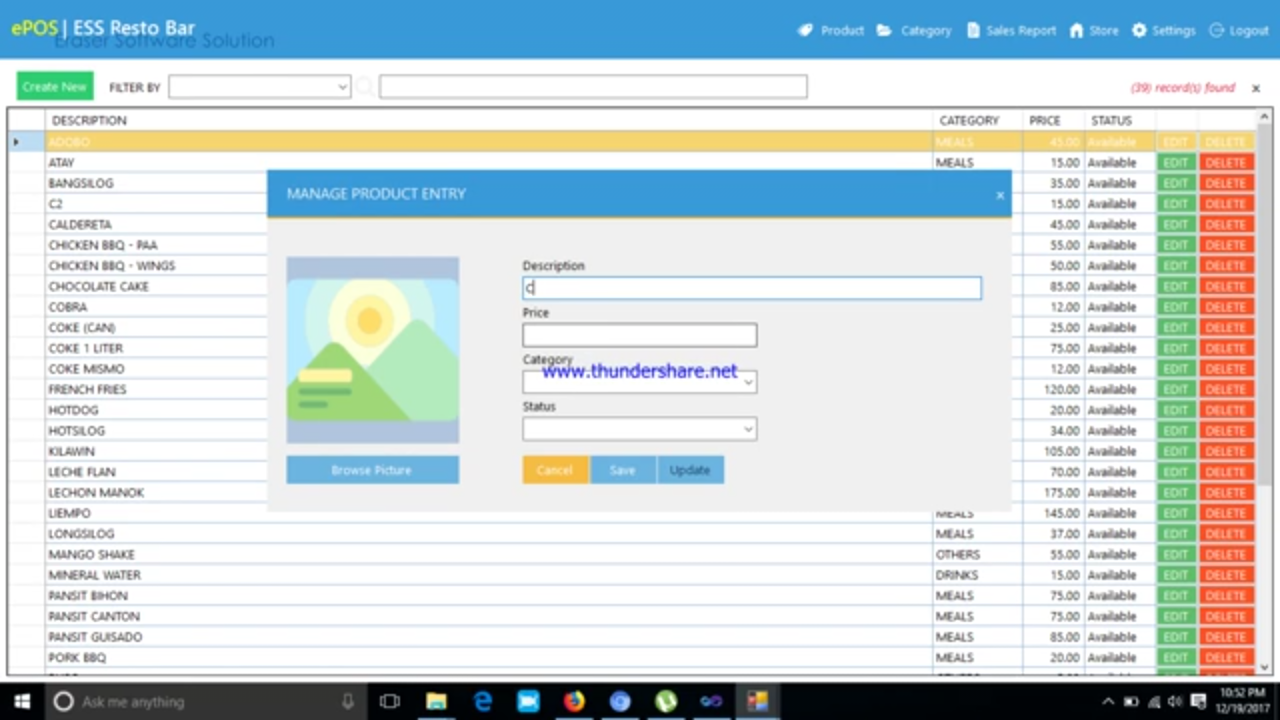 ePOS | ESS Resto Bar
Eraser Software Solution
Product Category Sales Report Store Settings Logout
Create New FILTER BY (39) record(s) found ×
DESCRIPTION CATEGORY PRICE STATUS
ADOBO MEALS 45.00 Available EDIT DELETE
ATAY MEALS 15.00 Available EDIT DELETE
BANGSILOG 35.00 Available EDIT DELETE
C2 15.00 Available EDIT DELETE
CALDERETA 45.00 Available EDIT DELETE
CHICKEN BBQ - PAA 55.00 Available EDIT DELETE
CHICKEN BBQ - WINGS 50.00 Available EDIT DELETE
CHOCOLATE CAKE 85.00 Available EDIT DELETE
COBRA 12.00 Available EDIT DELETE
COKE (CAN) 25.00 Available EDIT DELETE
COKE 1 LITER 75.00 Available EDIT DELETE
COKE MISMO 12.00 Available EDIT DELETE
FRENCH FRIES 120.00 Available EDIT DELETE
HOTDOG 20.00 Available EDIT DELETE
HOTSILOG 34.00 Available EDIT DELETE
KILAWIN 105.00 Available EDIT DELETE
LECHE FLAN 70.00 Available EDIT DELETE
LECHON MANOK 175.00 Available EDIT DELETE
LIEMPO MEALS 145.00 Available EDIT DELETE
LONGSILOG MEALS 37.00 Available EDIT DELETE
MANGO SHAKE OTHERS 55.00 Available EDIT DELETE
MINERAL WATER DRINKS 15.00 Available EDIT DELETE
PANSIT BIHON MEALS 75.00 Available EDIT DELETE
PANSIT CANTON MEALS 75.00 Available EDIT DELETE
PANSIT GUISADO MEALS 85.00 Available EDIT DELETE
PORK BBQ MEALS 20.00 Available EDIT DELETE
MANAGE PRODUCT ENTRY ×
Description
C
Price
Category
www.thundershare.net
Status
Browse Picture Cancel Save Update
Ask me anything
10:52 PM
12/19/2017